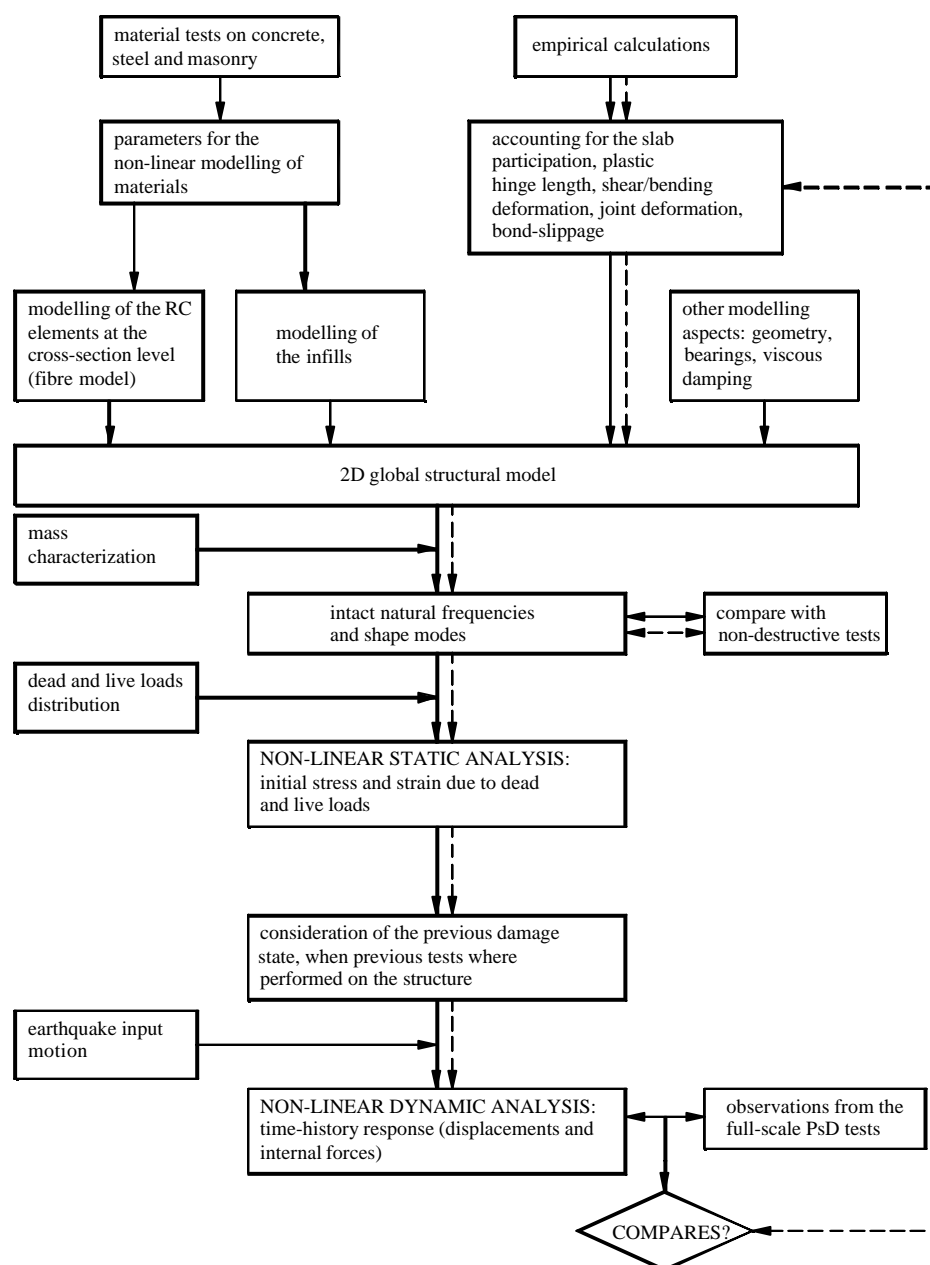 material tests on concrete,
steel and masonry
empirical calculations
parameters for the
non-linear modelling of
materials
accounting for the slab
participation, plastic
hinge length, shear/bending
deformation, joint deformation,
bond-slippage
modelling of the RC
elements at the
cross-section level
(fibre model)
modelling of
the infills
other modelling
aspects: geometry,
bearings, viscous
damping
2D global structural model
mass
characterization
intact natural frequencies
and shape modes
compare with
non-destructive tests
dead and live loads
distribution
NON-LINEAR STATIC ANALYSIS:
initial stress and strain due to dead
and live loads
consideration of the previous damage
state, when previous tests where
performed on the structure
earthquake input
motion
NON-LINEAR DYNAMIC ANALYSIS:
time-history response (displacements and
internal forces)
observations from the
full-scale PsD tests
COMPARES?